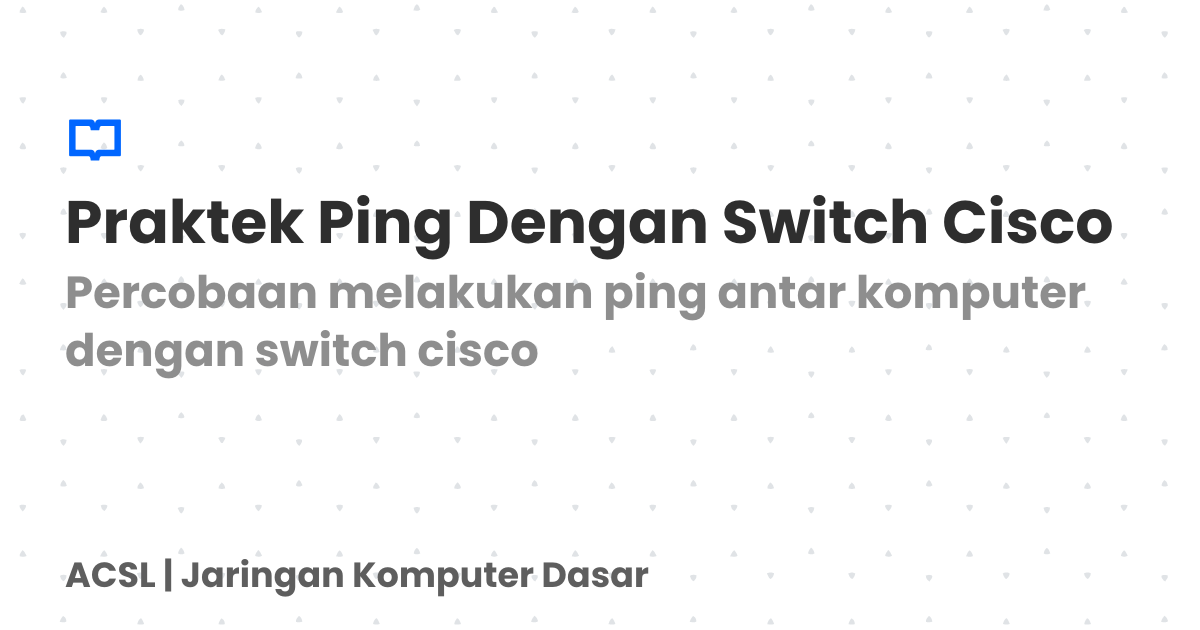 Praktek Ping Dengan Switch Cisco
Percobaan melakukan ping antar komputer
dengan switch cisco
ACSL | Jaringan Komputer Dasar